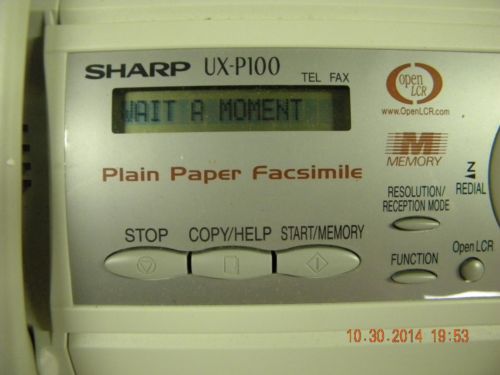 SHARP UX-P100
TEL FAX
WAIT A MOMENT
open LCR
www.OpenLCR.com
M
MEMORY
Plain Paper Facsimile
Z
REDIAL
RESOLUTION/
RECEPTION MODE
STOP COPY/HELP START/MEMORY
FUNCTION
Open LCR
10.30.2014 19:53